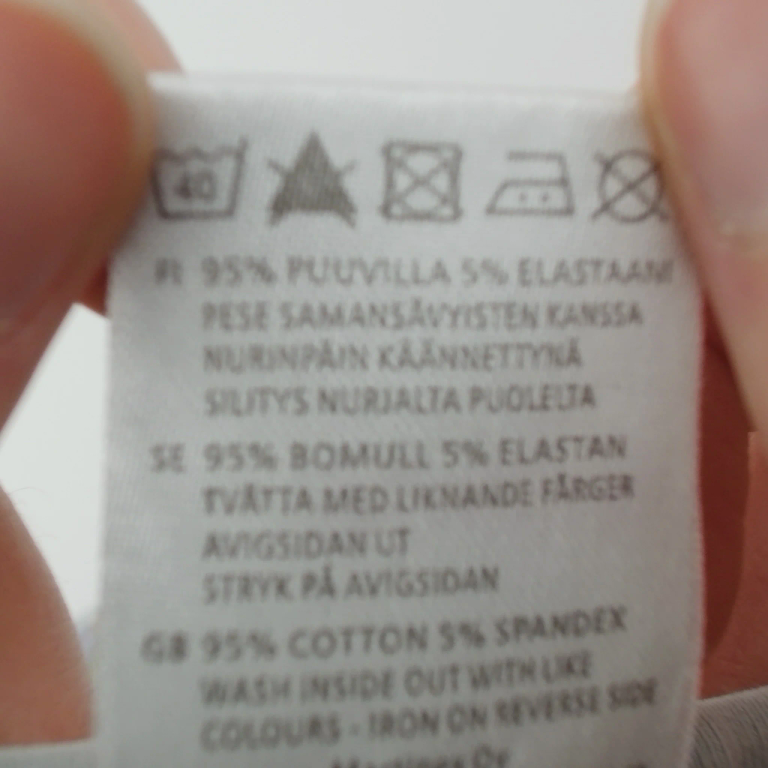 40
FI 95% PUUVILLA 5% ELASTAANI
PESE SAMANSÄVYISTEN KANSSA
NURINPÄIN KÄÄNNETTYNÄ
SILITYS NURJALTA PUOLELTA
SE 95% BOMULL 5% ELASTAN
TVÄTTA MED LIKNANDE FÄRGER
AVIGSIDAN UT
STRYK PÅ AVIGSIDAN
GB 95% COTTON 5% SPANDEX
WASH INSIDE OUT WITH LIKE
COLOURS - IRON ON REVERSE SIDE
Oy